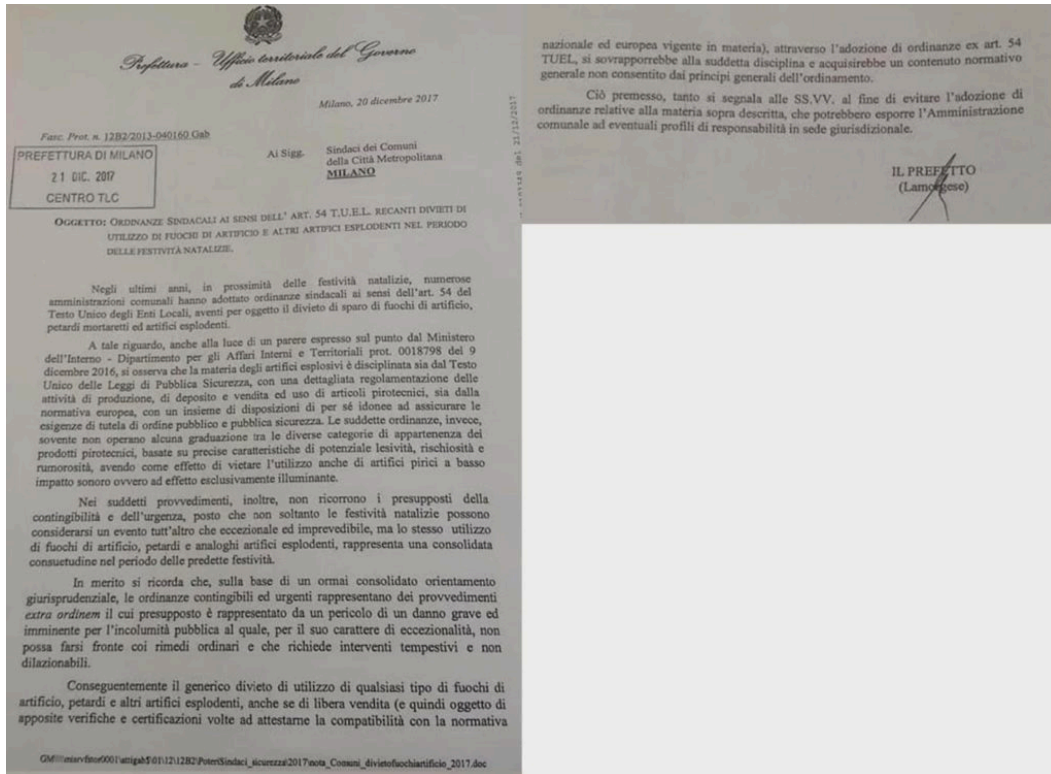 Prefettura - Ufficio territoriale del Governo
di Milano
Milano, 20 dicembre 2017
Fasc. Prot. n. 12B2/2013-040160 Gab
PREFETTURA DI MILANO
21 DIC. 2017
CENTRO TLC
Ai Sigg. Sindaci dei Comuni
della Città Metropolitana
MILANO
OGGETTO: ORDINANZE SINDACALI AI SENSI DELL' ART. 54 T.U.E.L. RECANTI DIVIETI DI
UTILIZZO DI FUOCHI DI ARTIFICIO E ALTRI ARTIFICI ESPLODENTI NEL PERIODO
DELLE FESTIVITÀ NATALIZIE.
Negli ultimi anni, in prossimità delle festività natalizie, numerose
amministrazioni comunali hanno adottato ordinanze sindacali ai sensi dell'art. 54 del
Testo Unico degli Enti Locali, aventi per oggetto il divieto di sparo di fuochi di artificio,
petardi mortaretti ed artifici esplodenti.
A tale riguardo, anche alla luce di un parere espresso sul punto dal Ministero
dell'Interno - Dipartimento per gli Affari Interni e Territoriali prot. 0018798 del 9
dicembre 2016, si osserva che la materia degli artifici esplosivi è disciplinata sia dal Testo
Unico delle Leggi di Pubblica Sicurezza, con una dettagliata regolamentazione delle
attività di produzione, di deposito e vendita ed uso di articoli pirotecnici, sia dalla
normativa europea, con un insieme di disposizioni di per sé idonee ad assicurare le
esigenze di tutela di ordine pubblico e pubblica sicurezza. Le suddette ordinanze, invece,
sovente non operano alcuna graduazione tra le diverse categorie di appartenenza dei
prodotti pirotecnici, basate su precise caratteristiche di potenziale lesività, rischiosità e
rumorosità, avendo come effetto di vietare l'utilizzo anche di artifici pirici a basso
impatto sonoro ovvero ad effetto esclusivamente illuminante.
Nei suddetti provvedimenti, inoltre, non ricorrono i presupposti della
contingibilità e dell'urgenza, posto che non soltanto le festività natalizie possono
considerarsi un evento tutt'altro che eccezionale ed imprevedibile, ma lo stesso utilizzo
di fuochi di artificio, petardi e analoghi artifici esplodenti, rappresenta una consolidata
consuetudine nel periodo delle predette festività.
In merito si ricorda che, sulla base di un ormai consolidato orientamento
giurisprudenziale, le ordinanze contingibili ed urgenti rappresentano dei provvedimenti
extra ordinem il cui presupposto è rappresentato da un pericolo di un danno grave ed
imminente per l'incolumità pubblica al quale, per il suo carattere di eccezionalità, non
possa farsi fronte coi rimedi ordinari e che richiede interventi tempestivi e non
dilazionabili.
Conseguentemente il generico divieto di utilizzo di qualsiasi tipo di fuochi di
artificio, petardi e altri artifici esplodenti, anche se di libera vendita (e quindi oggetto di
apposite verifiche e certificazioni volte ad attestarne la compatibilità con la normativa
nazionale ed europea vigente in materia), attraverso l'adozione di ordinanze ex art. 54
TUEL, si sovrapporrebbe alla suddetta disciplina e acquisirebbe un contenuto normativo
generale non consentito dai principi generali dell'ordinamento.
Ciò premesso, tanto si segnala alle SS.VV. al fine di evitare l'adozione di
ordinanze relative alla materia sopra descritta, che potrebbero esporre l'Amministrazione
comunale ad eventuali profili di responsabilità in sede giurisdizionale.
IL PREFETTO
(Lamorgese)
del 21/12/2017